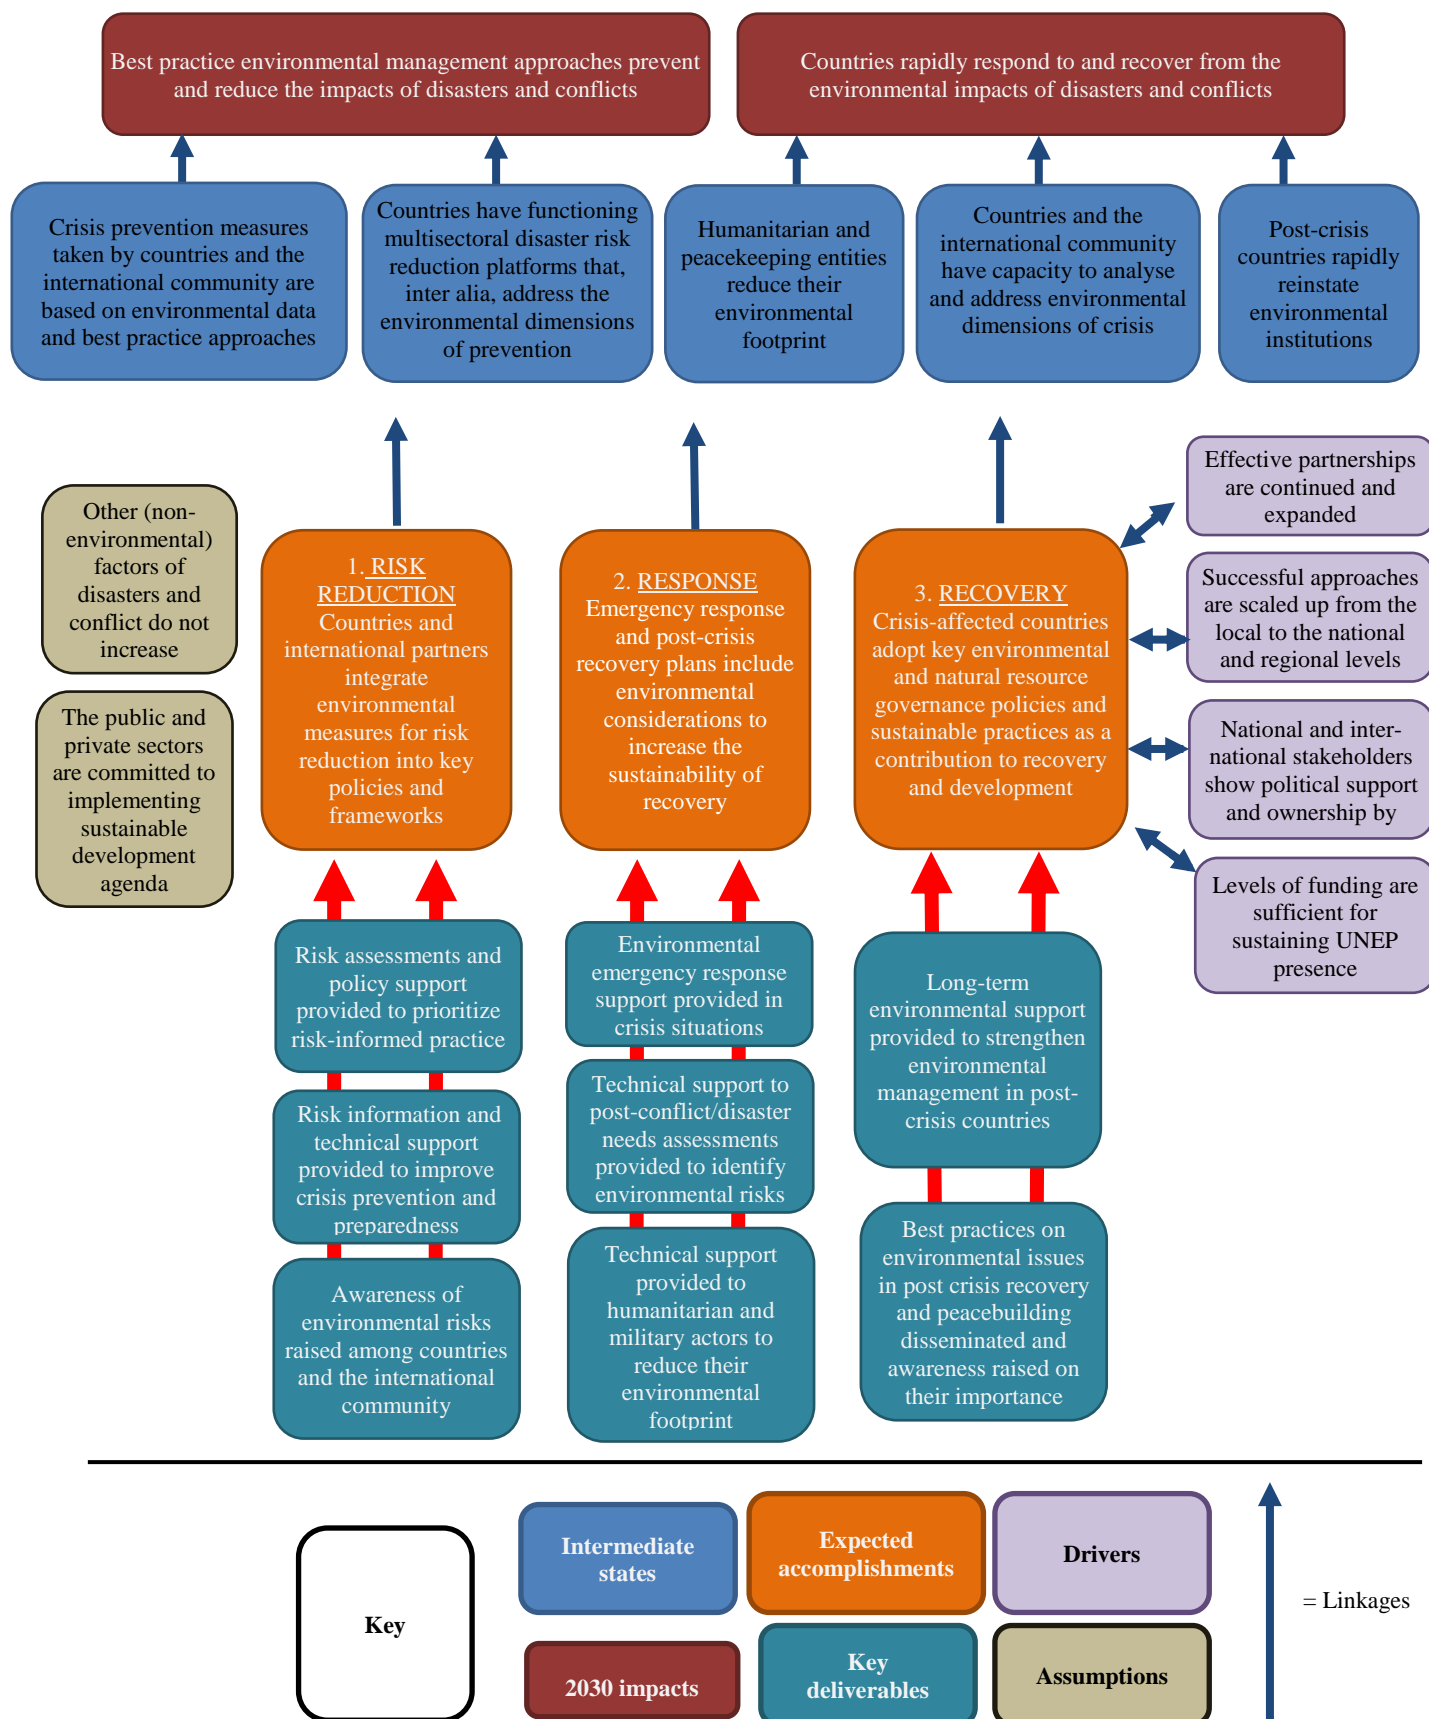 Best practice environmental management approaches prevent
and reduce the impacts of disasters and conflicts
Countries rapidly respond to and recover from the
environmental impacts of disasters and conflicts
Crisis prevention measures
taken by countries and the
international community are
based on environmental data
and best practice approaches
Countries have functioning
multisectoral disaster risk
reduction platforms that,
inter alia, address the
environmental dimensions
of prevention
Humanitarian and
peacekeeping entities
reduce their
environmental
footprint
Countries and the
international community
have capacity to analyse
and address environmental
dimensions of crisis
Post-crisis
countries rapidly
reinstate
environmental
institutions
Other (non-
environmental)
factors of
disasters and
conflict do not
increase
The public and
private sectors
are committed to
implementing
sustainable
development
agenda
1. RISK
REDUCTION
Countries and
international partners
integrate
environmental
measures for risk
reduction into key
policies and
frameworks
2. RESPONSE
Emergency response
and post-crisis
recovery plans include
environmental
considerations to
increase the
sustainability of
recovery
3. RECOVERY
Crisis-affected countries
adopt key environmental
and natural resource
governance policies and
sustainable practices as a
contribution to recovery
and development
Effective partnerships
are continued and
expanded
Successful approaches
are scaled up from the
local to the national
and regional levels
National and inter-
national stakeholders
show political support
and ownership by
Levels of funding are
sufficient for
sustaining UNEP
presence
Risk assessments and
policy support
provided to prioritize
risk-informed practice
Risk information and
technical support
provided to improve
crisis prevention and
preparedness
Awareness of
environmental risks
raised among countries
and the international
community
Environmental
emergency response
support provided in
crisis situations
Technical support to
post-conflict/disaster
needs assessments
provided to identify
environmental risks
Technical support
provided to
humanitarian and
military actors to
reduce their
environmental
footprint
Long-term
environmental support
provided to strengthen
environmental
management in post-
crisis countries
Best practices on
environmental issues
in post crisis recovery
and peacebuilding
disseminated and
awareness raised on
their importance
Key
Intermediate
states
Expected
accomplishments
Drivers
2030 impacts
Key
deliverables
Assumptions
= Linkages